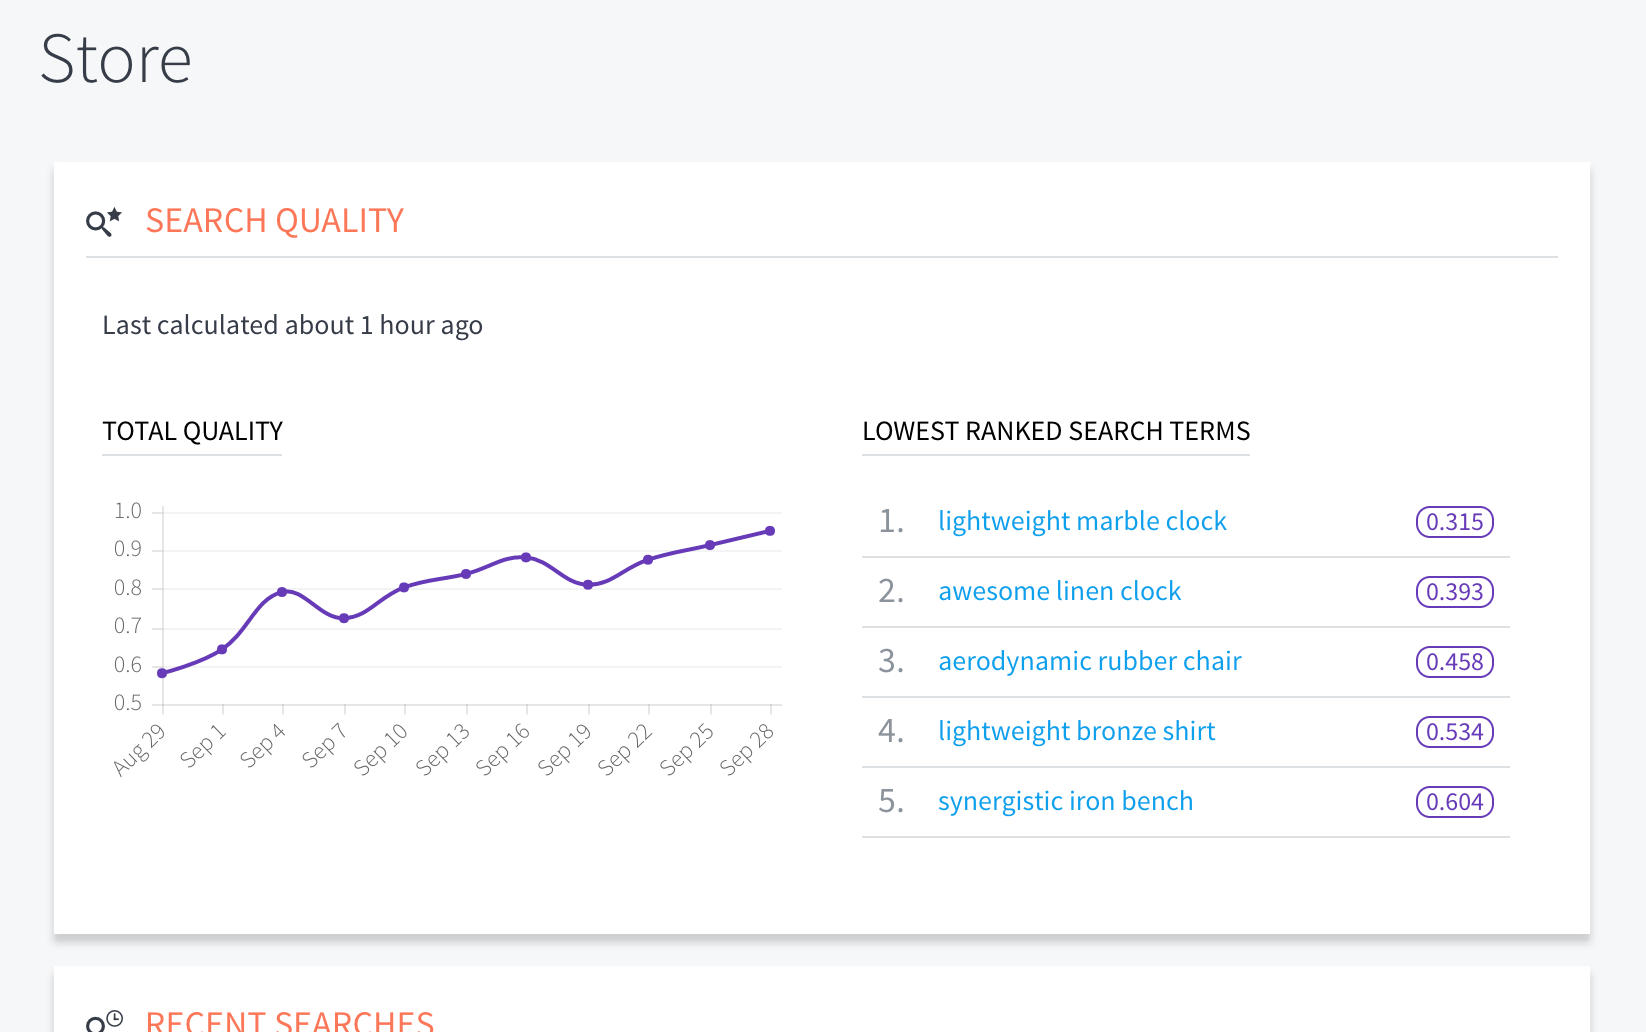 Store
SEARCH QUALITY
Last calculated about 1 hour ago
TOTAL QUALITY
1.0
0.9
0.8
0.7
0.6
0.5
Aug 29
Sep 1
Sep 4
Sep 7
Sep 10
Sep 13
Sep 16
Sep 19
Sep 22
Sep 25
Sep 28
LOWEST RANKED SEARCH TERMS
1. lightweight marble clock 0.315
2. awesome linen clock 0.393
3. aerodynamic rubber chair 0.458
4. lightweight bronze shirt 0.534
5. synergistic iron bench 0.604
RECENT SEARCHES